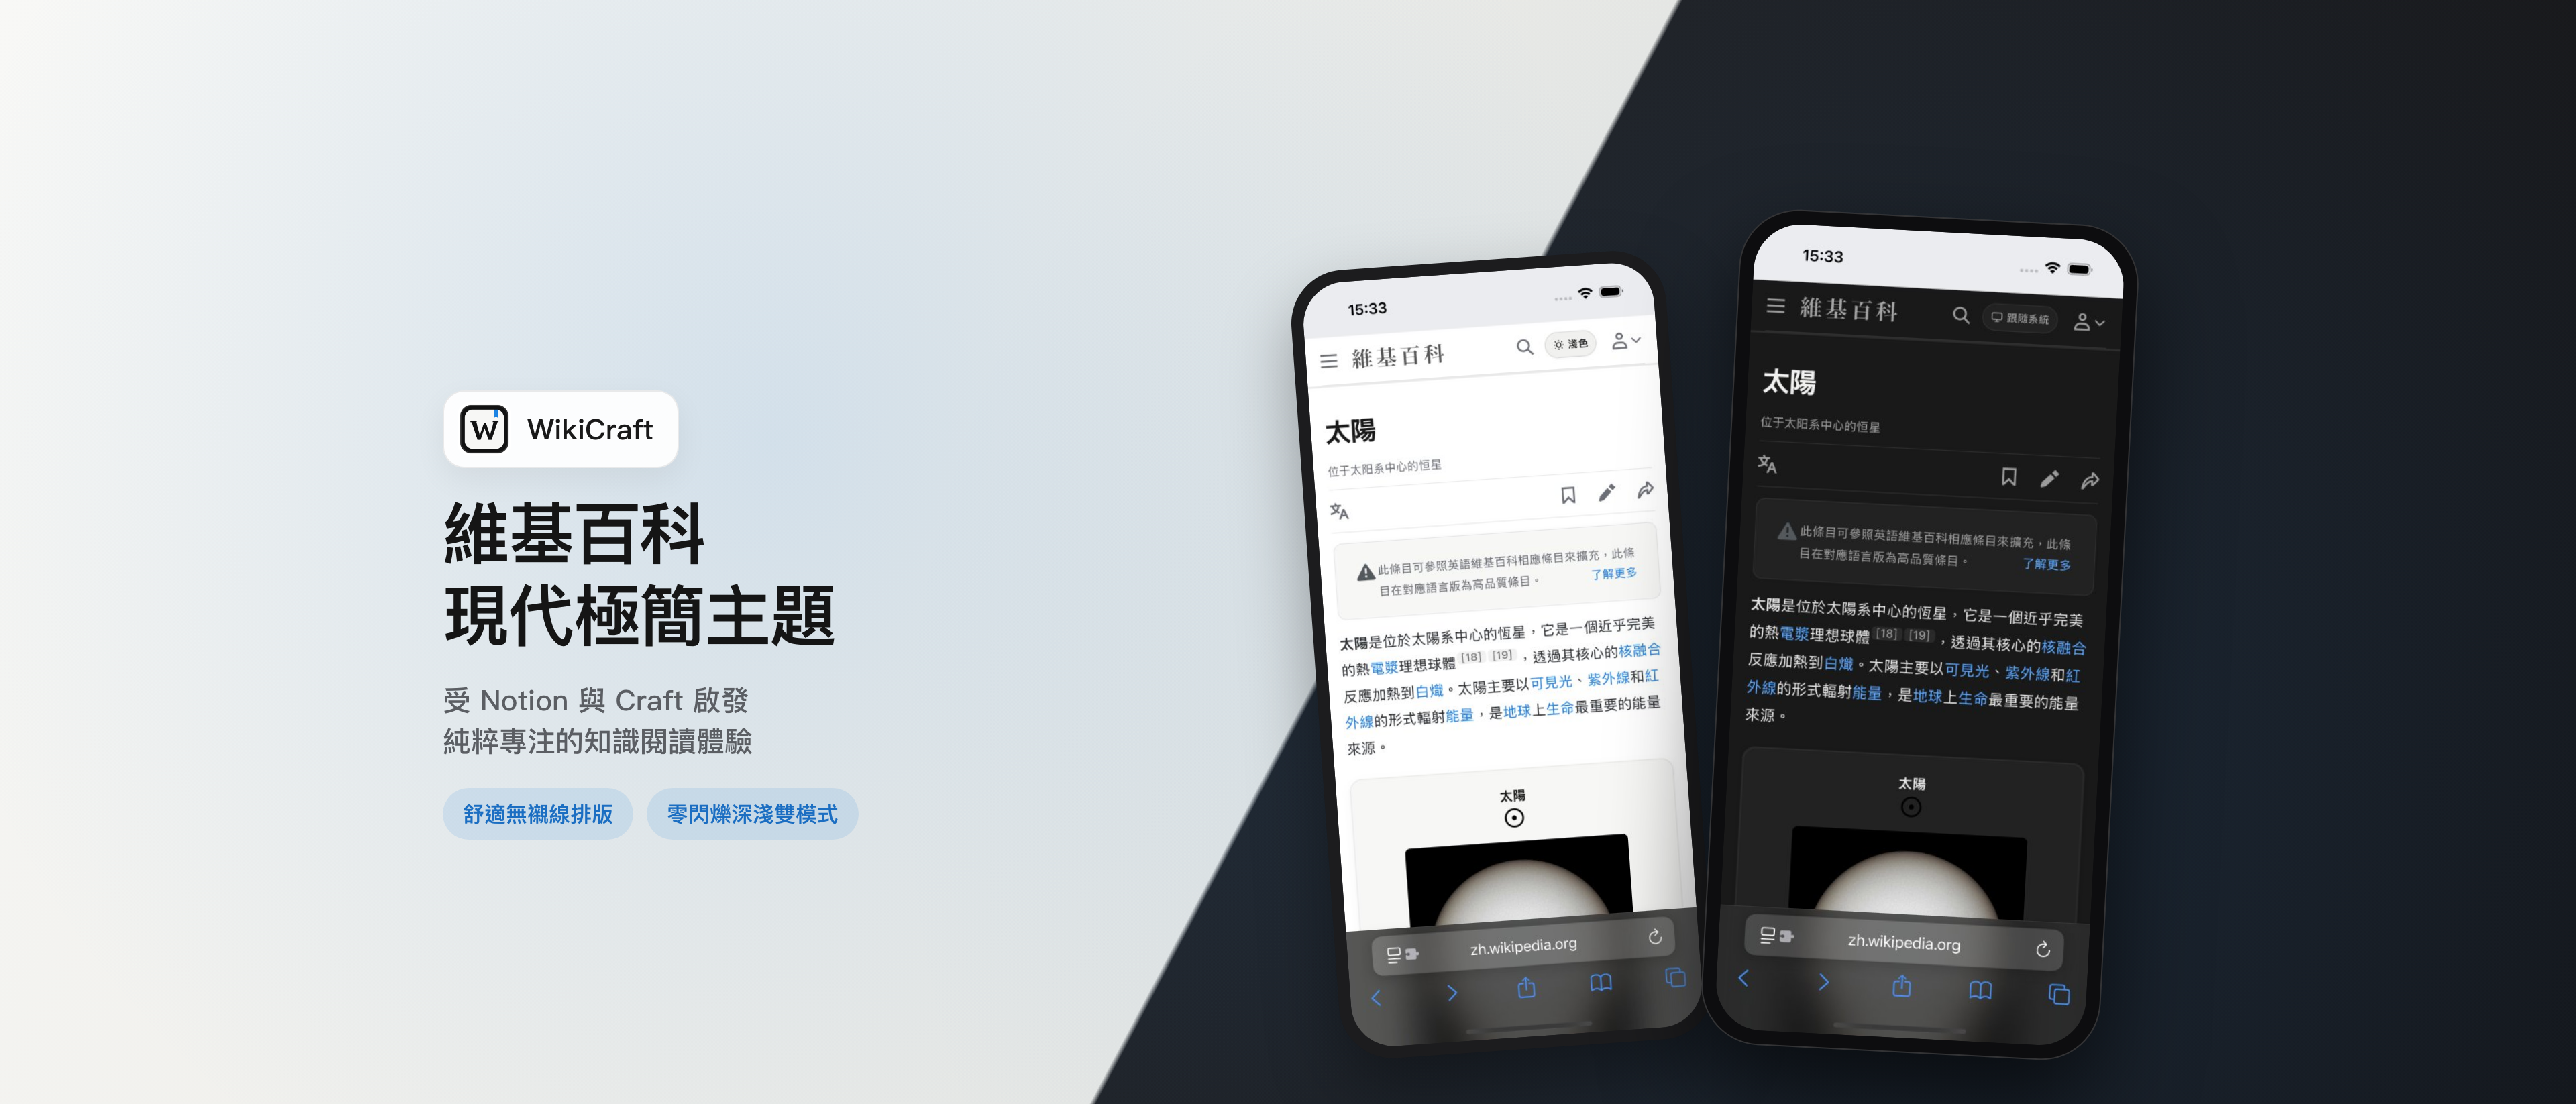 W
WikiCraft
維基百科
現代極簡主題
受 Notion 與 Craft 啟發
純粹專注的知識閱讀體驗
舒適無襯線排版
零閃爍深淺雙模式
15:33
維基百科
淺色
太陽
位于太阳系中心的恒星
文A
此條目可參照英語維基百科相應條目來擴充,此條
目在對應語言版為高品質條目。
了解更多
太陽是位於太陽系中心的恆星,它是一個近乎完美
的熱電漿理想球體[18][19],透過其核心的核融合
反應加熱到白熾。太陽主要以可見光、紫外線和紅
外線的形式輻射能量,是地球上生命最重要的能量
來源。
太陽
zh.wikipedia.org
15:33
維基百科
跟隨系統
太陽
位于太阳系中心的恒星
文A
此條目可參照英語維基百科相應條目來擴充,此條
目在對應語言版為高品質條目。
了解更多
太陽是位於太陽系中心的恆星,它是一個近乎完美
的熱電漿理想球體[18][19],透過其核心的核融合
反應加熱到白熾。太陽主要以可見光、紫外線和紅
外線的形式輻射能量,是地球上生命最重要的能量
來源。
太陽
zh.wikipedia.org